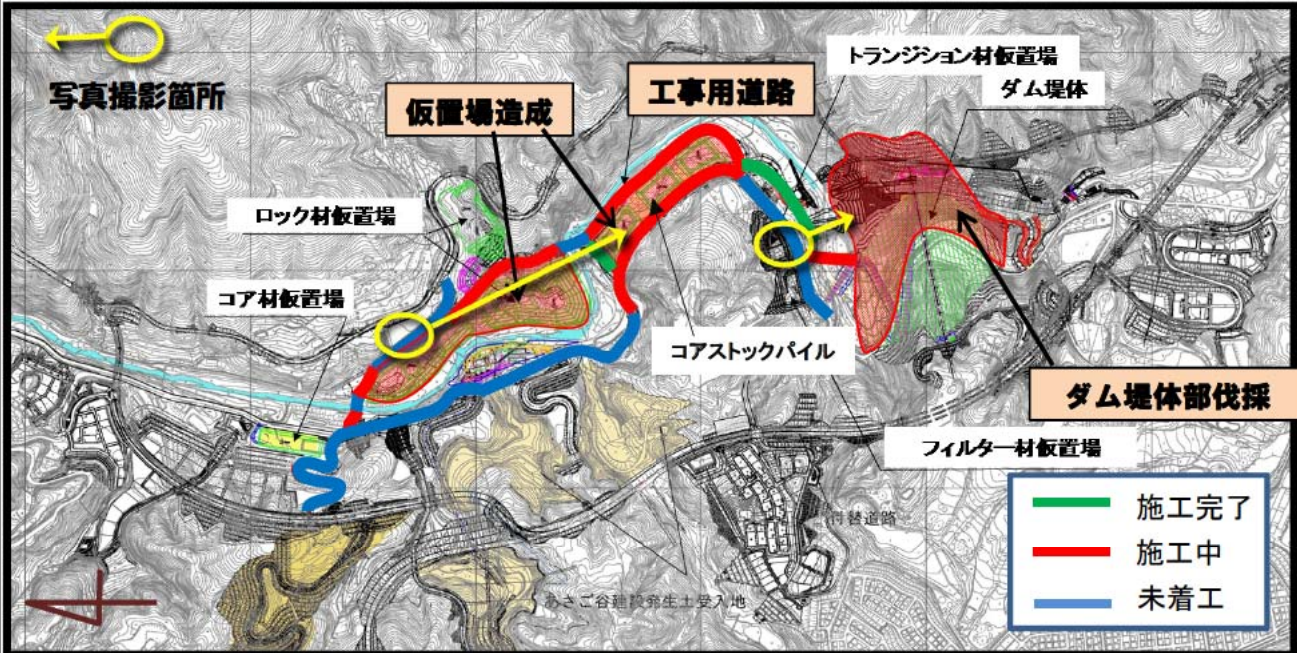 写真撮影箇所
仮置場造成
工事用道路
トランジション材仮置場
ダム堤体
ロック材仮置場
コア材仮置場
コアストックパイル
ダム堤体部伐採
フィルター材仮置場
付替道路
あさご谷建設発生土受入地
施工完了
施工中
未着工